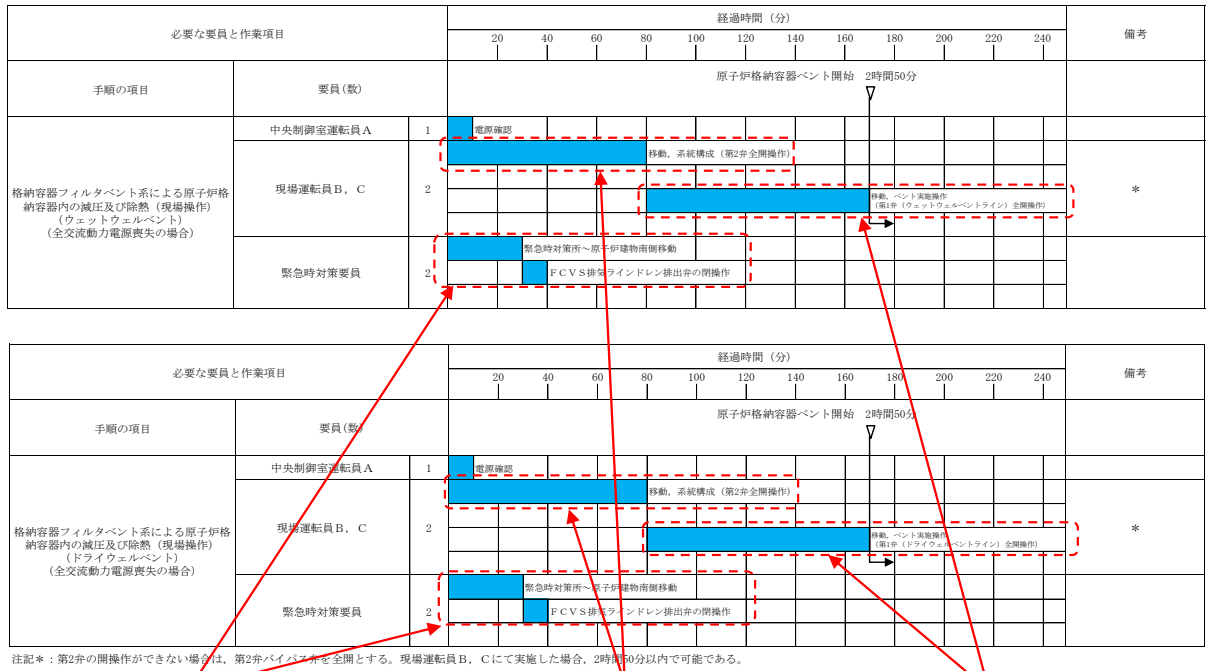 必要な要員と作業項目
経過時間（分）
備考
20 40 60 80 100 120 140 160 180 200 220 240
手順の項目
要員(数)
原子炉格納容器ベント開始 2時間50分
格納容器フィルタベント系による原子炉格
納容器内の減圧及び除熱（現場操作）
（ウェットウェルベント）
（全交流動力電源喪失の場合）
中央制御室運転員A
1
電源確認
現場運転員B，C
2
移動，系統構成（第2弁全開操作）
移動，ベント実施操作
（第1弁（ウェットウェルベントライン）全開操作）
＊
緊急時対策要員
2
緊急時対策所～原子炉建物南側移動
FCVS排気ラインドレン排出弁の閉操作
必要な要員と作業項目
経過時間（分）
備考
20 40 60 80 100 120 140 160 180 200 220 240
手順の項目
要員(数)
原子炉格納容器ベント開始 2時間50分
格納容器フィルタベント系による原子炉格
納容器内の減圧及び除熱（現場操作）
（ドライウェルベント）
（全交流動力電源喪失の場合）
中央制御室運転員A
1
電源確認
現場運転員B，C
2
移動，系統構成（第2弁全開操作）
移動，ベント実施操作
（第1弁（ドライウェルベントライン）全開操作）
＊
緊急時対策要員
2
緊急時対策所～原子炉建物南側移動
FCVS排気ラインドレン排出弁の閉操作
注記＊：第2弁の開操作ができない場合は，第2弁バイパス弁を全開とする。現場運転員B，Cにて実施した場合，2時間50分以内で可能である。